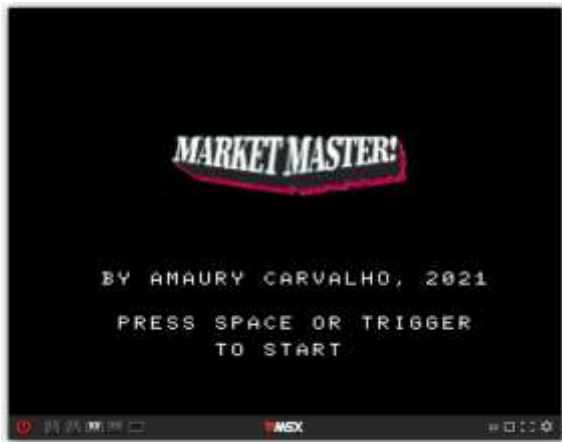 MARKET MASTER!
BY AMAURY CARVALHO, 2021
PRESS SPACE OR TRIGGER
TO START
MSX